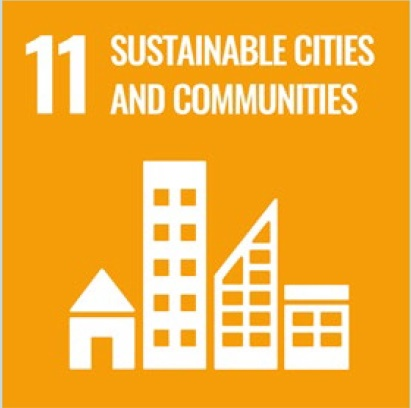 11 SUSTAINABLE CITIES
AND COMMUNITIES